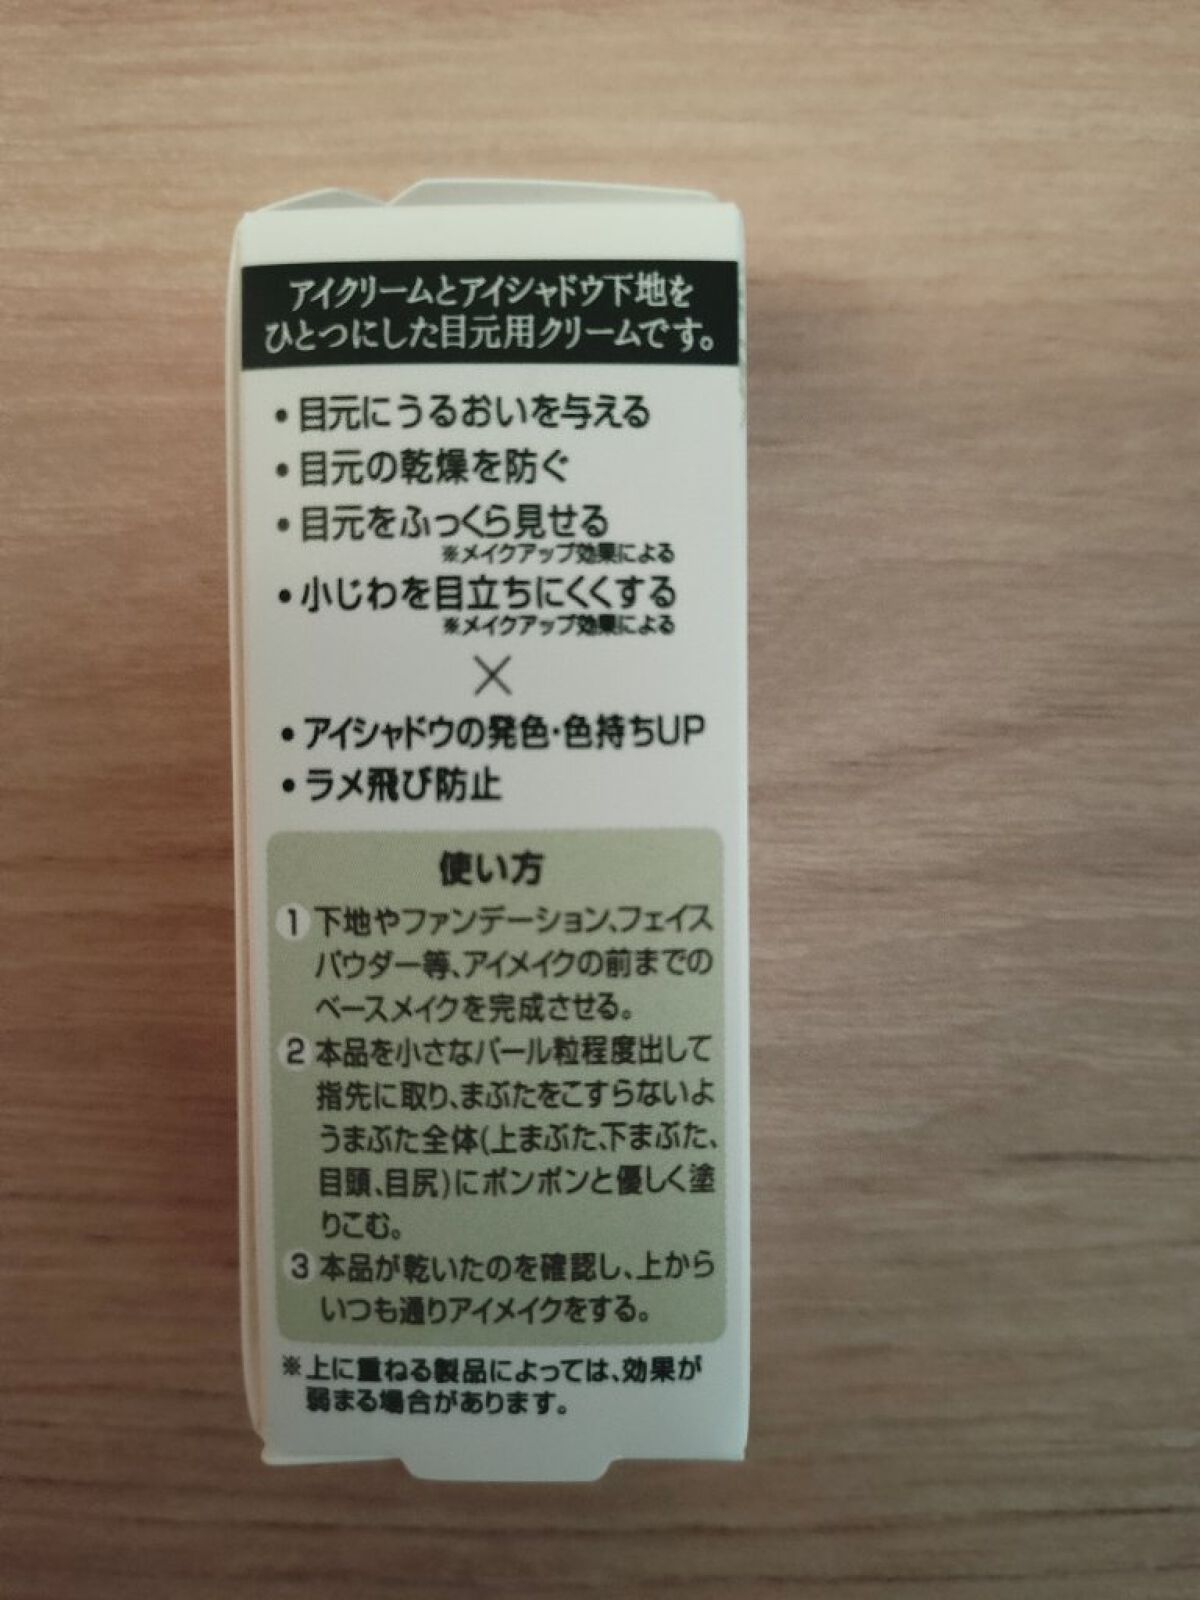 アイクリームとアイシャドウ下地を
ひとつにした目元用クリームです。
・目元にうるおいを与える
・目元の乾燥を防ぐ
・目元をふっくら見せる
※メイクアップ効果による
・小じわを目立ちにくくする
※メイクアップ効果による
×
・アイシャドウの発色・色持ちUP
・ラメ飛び防止
使い方
1 下地やファンデーション、フェイス
パウダー等、アイメイクの前までの
ベースメイクを完成させる。
2 本品を小さなパール粒程度出して
指先に取り、まぶたをこすらないよ
うまぶた全体(上まぶた、下まぶた、
目頭、目尻)にポンポンと優しく塗
りこむ。
3 本品が乾いたのを確認し、上から
いつも通りアイメイクをする。
※上に重ねる製品によっては、効果が
弱まる場合があります。